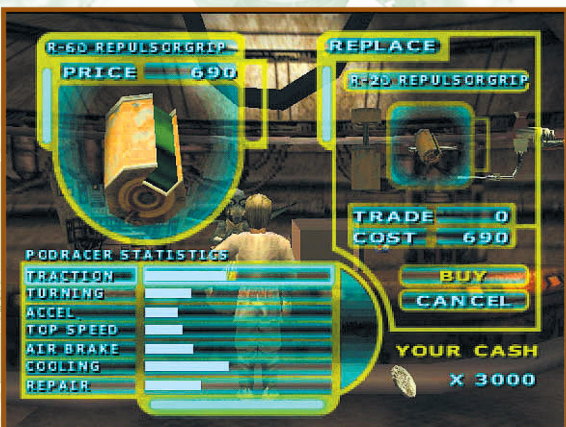 R-60 REPULSORGRIP
PRICE 690
REPLACE
R-20 REPULSORGRIP
TRADE 0
COST 690
BUY
CANCEL
PODRACER STATISTICS
TRACTION
TURNING
ACCEL
TOP SPEED
AIR BRAKE
COOLING
REPAIR
YOUR CASH
X 3000